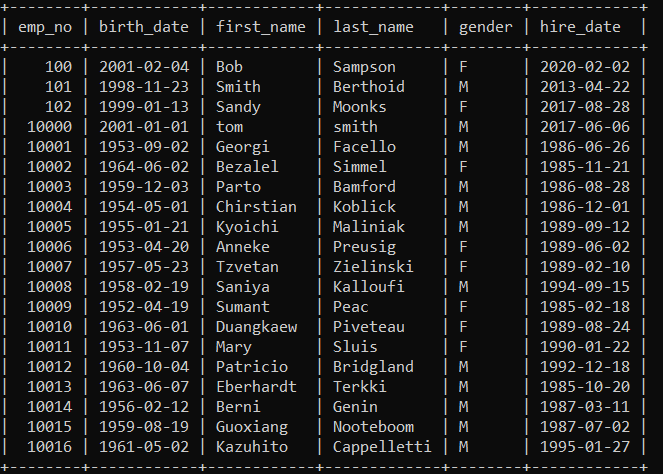 +--------+------------+------------+-------------+--------+------------+
| emp_no | birth_date | first_name | last_name   | gender | hire_date  |
+--------+------------+------------+-------------+--------+------------+
|    100 | 2001-02-04 | Bob        | Sampson     | F      | 2020-02-02 |
|    101 | 1998-11-23 | Smith      | Berthoid    | M      | 2013-04-22 |
|    102 | 1999-01-13 | Sandy      | Moonks      | F      | 2017-08-28 |
|  10000 | 2001-01-01 | tom        | smith       | M      | 2017-06-06 |
|  10001 | 1953-09-02 | Georgi     | Facello     | M      | 1986-06-26 |
|  10002 | 1964-06-02 | Bezalel    | Simmel      | F      | 1985-11-21 |
|  10003 | 1959-12-03 | Parto      | Bamford     | M      | 1986-08-28 |
|  10004 | 1954-05-01 | Chirstian  | Koblick     | M      | 1986-12-01 |
|  10005 | 1955-01-21 | Kyoichi    | Maliniak    | M      | 1989-09-12 |
|  10006 | 1953-04-20 | Anneke     | Preusig     | F      | 1989-06-02 |
|  10007 | 1957-05-23 | Tzvetan    | Zielinski   | F      | 1989-02-10 |
|  10008 | 1958-02-19 | Saniya     | Kalloufi    | M      | 1994-09-15 |
|  10009 | 1952-04-19 | Sumant     | Peac        | F      | 1985-02-18 |
|  10010 | 1963-06-01 | Duangkaew  | Piveteau    | F      | 1989-08-24 |
|  10011 | 1953-11-07 | Mary       | Sluis       | F      | 1990-01-22 |
|  10012 | 1960-10-04 | Patricio   | Bridgland   | M      | 1992-12-18 |
|  10013 | 1963-06-07 | Eberhardt  | Terkki      | M      | 1985-10-20 |
|  10014 | 1956-02-12 | Berni      | Genin       | M      | 1987-03-11 |
|  10015 | 1959-08-19 | Guoxiang   | Nooteboom   | M      | 1987-07-02 |
|  10016 | 1961-05-02 | Kazuhito   | Cappelletti | M      | 1995-01-27 |
+--------+------------+------------+-------------+--------+------------+